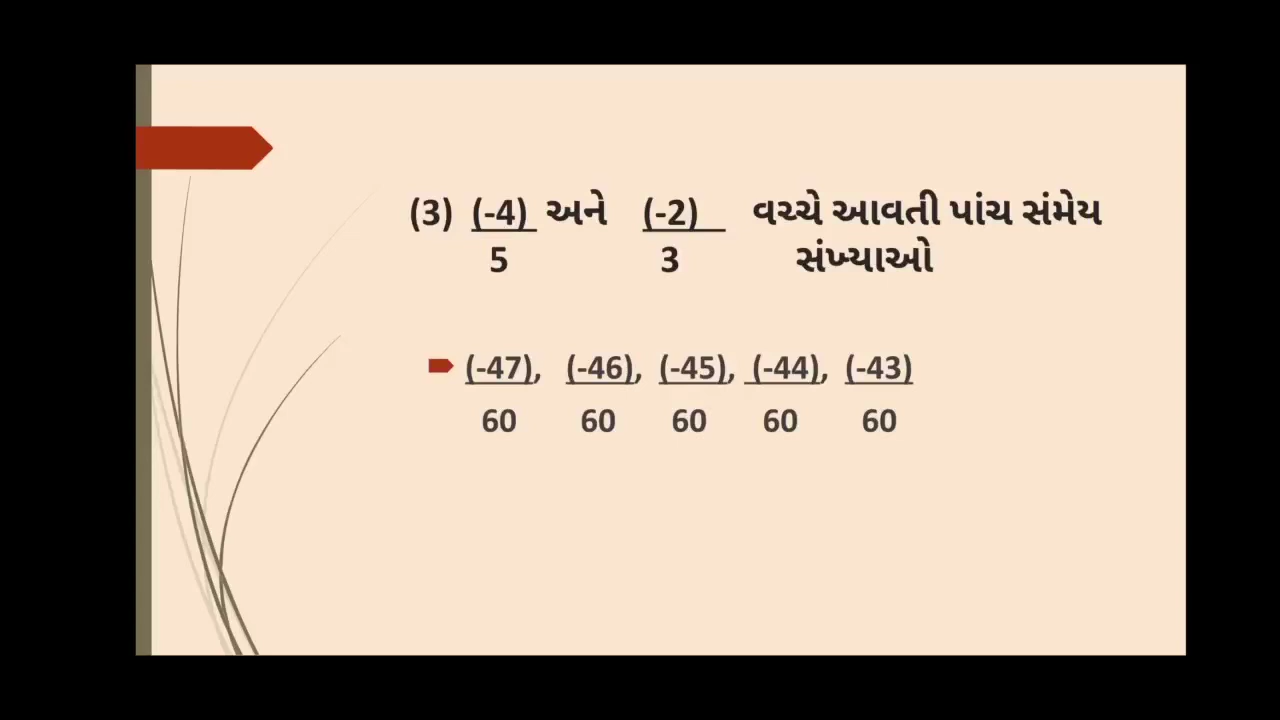 (3) (-4) અને (-2) વચ્ચે આવતી પાંચ સંમેય
5 3 સંખ્યાઓ
(-47), (-46), (-45), (-44), (-43)
60 60 60 60 60